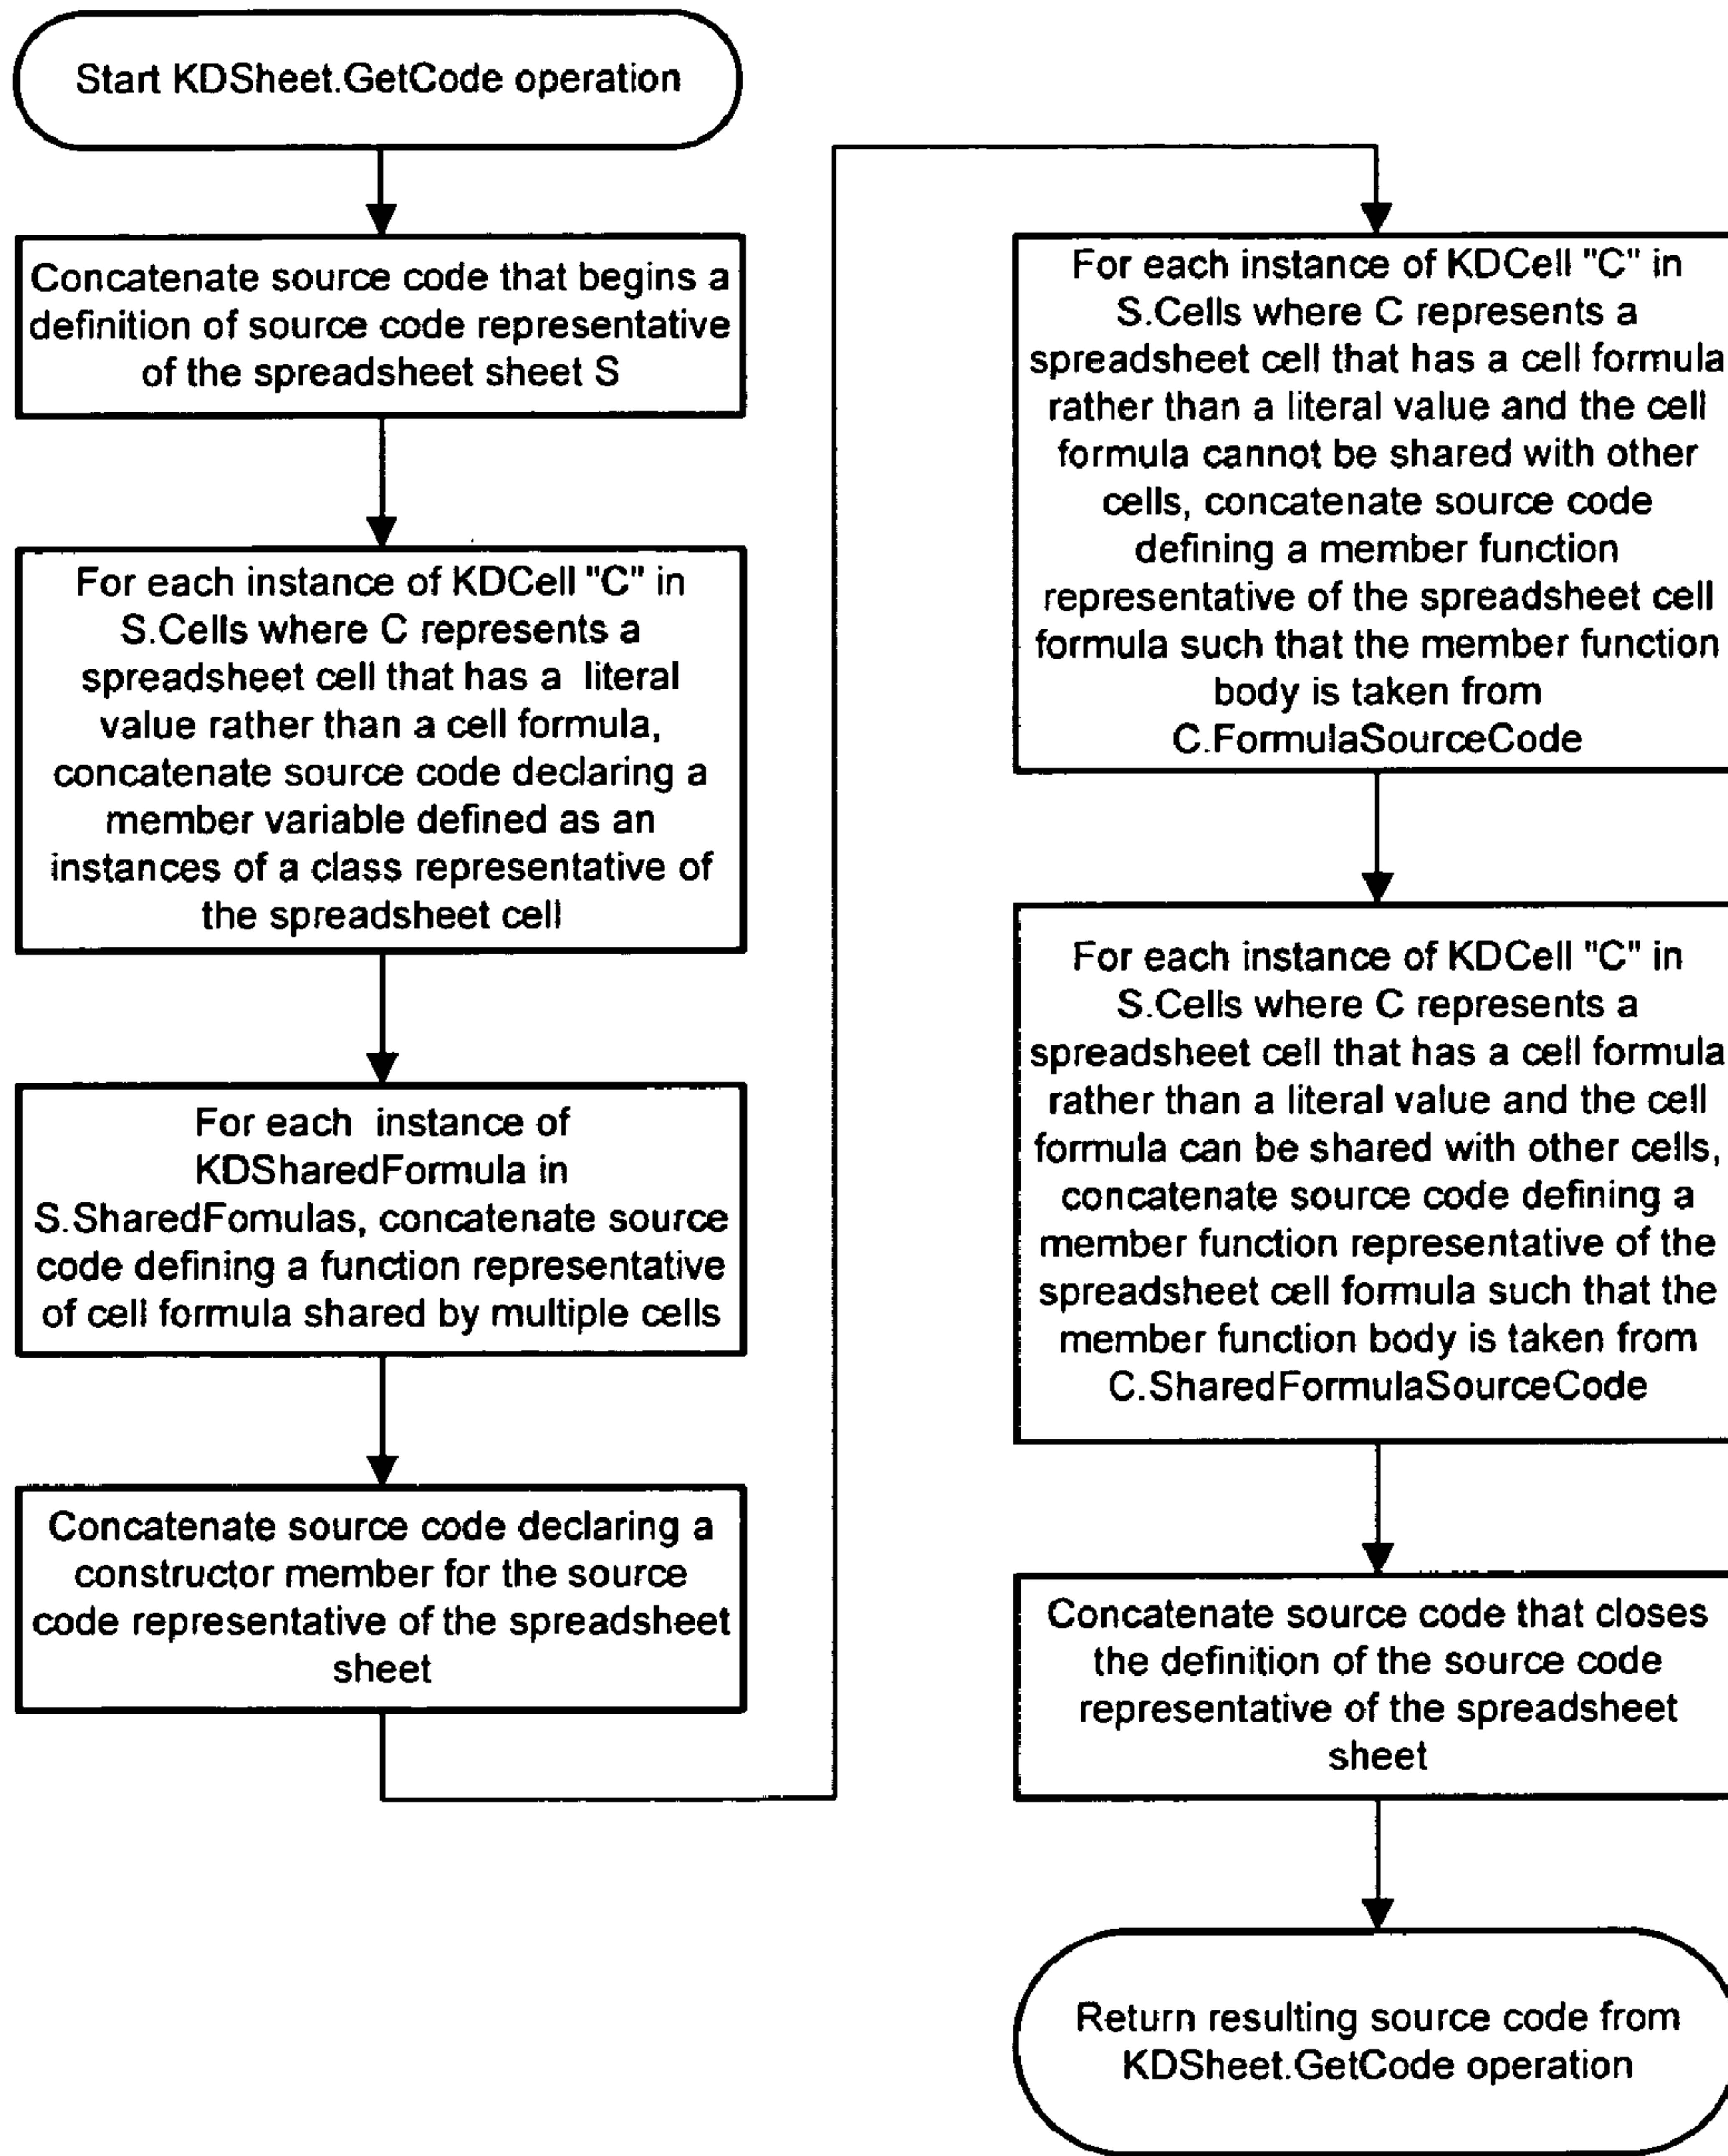 Start KDSheet.GetCode operation
Concatenate source code that begins a
definition of source code representative
of the spreadsheet sheet S
For each instance of KDCell "C" in
S.Cells where C represents a
spreadsheet cell that has a literal
value rather than a cell formula,
concatenate source code declaring a
member variable defined as an
instances of a class representative of
the spreadsheet cell
For each instance of
KDSharedFormula in
S.SharedFomulas, concatenate source
code defining a function representative
of cell formula shared by multiple cells
Concatenate source code declaring a
constructor member for the source
code representative of the spreadsheet
sheet
For each instance of KDCell "C" in
S.Cells where C represents a
spreadsheet cell that has a cell formula
rather than a literal value and the cell
formula cannot be shared with other
cells, concatenate source code
defining a member function
representative of the spreadsheet cell
formula such that the member function
body is taken from
C.FormulaSourceCode
For each instance of KDCell "C" in
S.Cells where C represents a
spreadsheet cell that has a cell formula
rather than a literal value and the cell
formula can be shared with other cells,
concatenate source code defining a
member function representative of the
spreadsheet cell formula such that the
member function body is taken from
C.SharedFormulaSourceCode
Concatenate source code that closes
the definition of the source code
representative of the spreadsheet
sheet
Return resulting source code from
KDSheet.GetCode operation